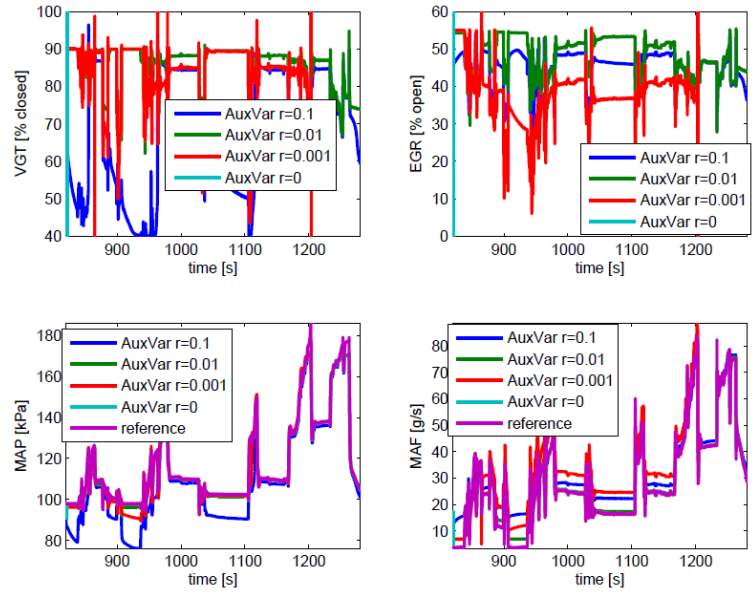 100
90
80
70
60
50
40
VGT [% closed]
AuxVar r=0.1
AuxVar r=0.01
AuxVar r=0.001
AuxVar r=0
900 1000 1100 1200
time [s]
60
50
40
30
20
10
0
EGR [% open]
AuxVar r=0.1
AuxVar r=0.01
AuxVar r=0.001
AuxVar r=0
900 1000 1100 1200
time [s]
180
160
140
120
100
80
MAP [kPa]
AuxVar r=0.1
AuxVar r=0.01
AuxVar r=0.001
AuxVar r=0
reference
900 1000 1100 1200
time [s]
80
70
60
50
40
30
20
10
MAF [g/s]
AuxVar r=0.1
AuxVar r=0.01
AuxVar r=0.001
AuxVar r=0
reference
900 1000 1100 1200
time [s]